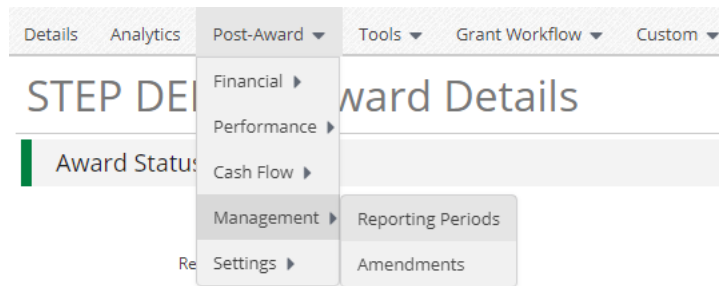 Details Analytics Post-Award Tools Grant Workflow Custom
STEP DE ward Details
Financial
Performance
Award Status
Cash Flow
Management Reporting Periods
Re Settings Amendments